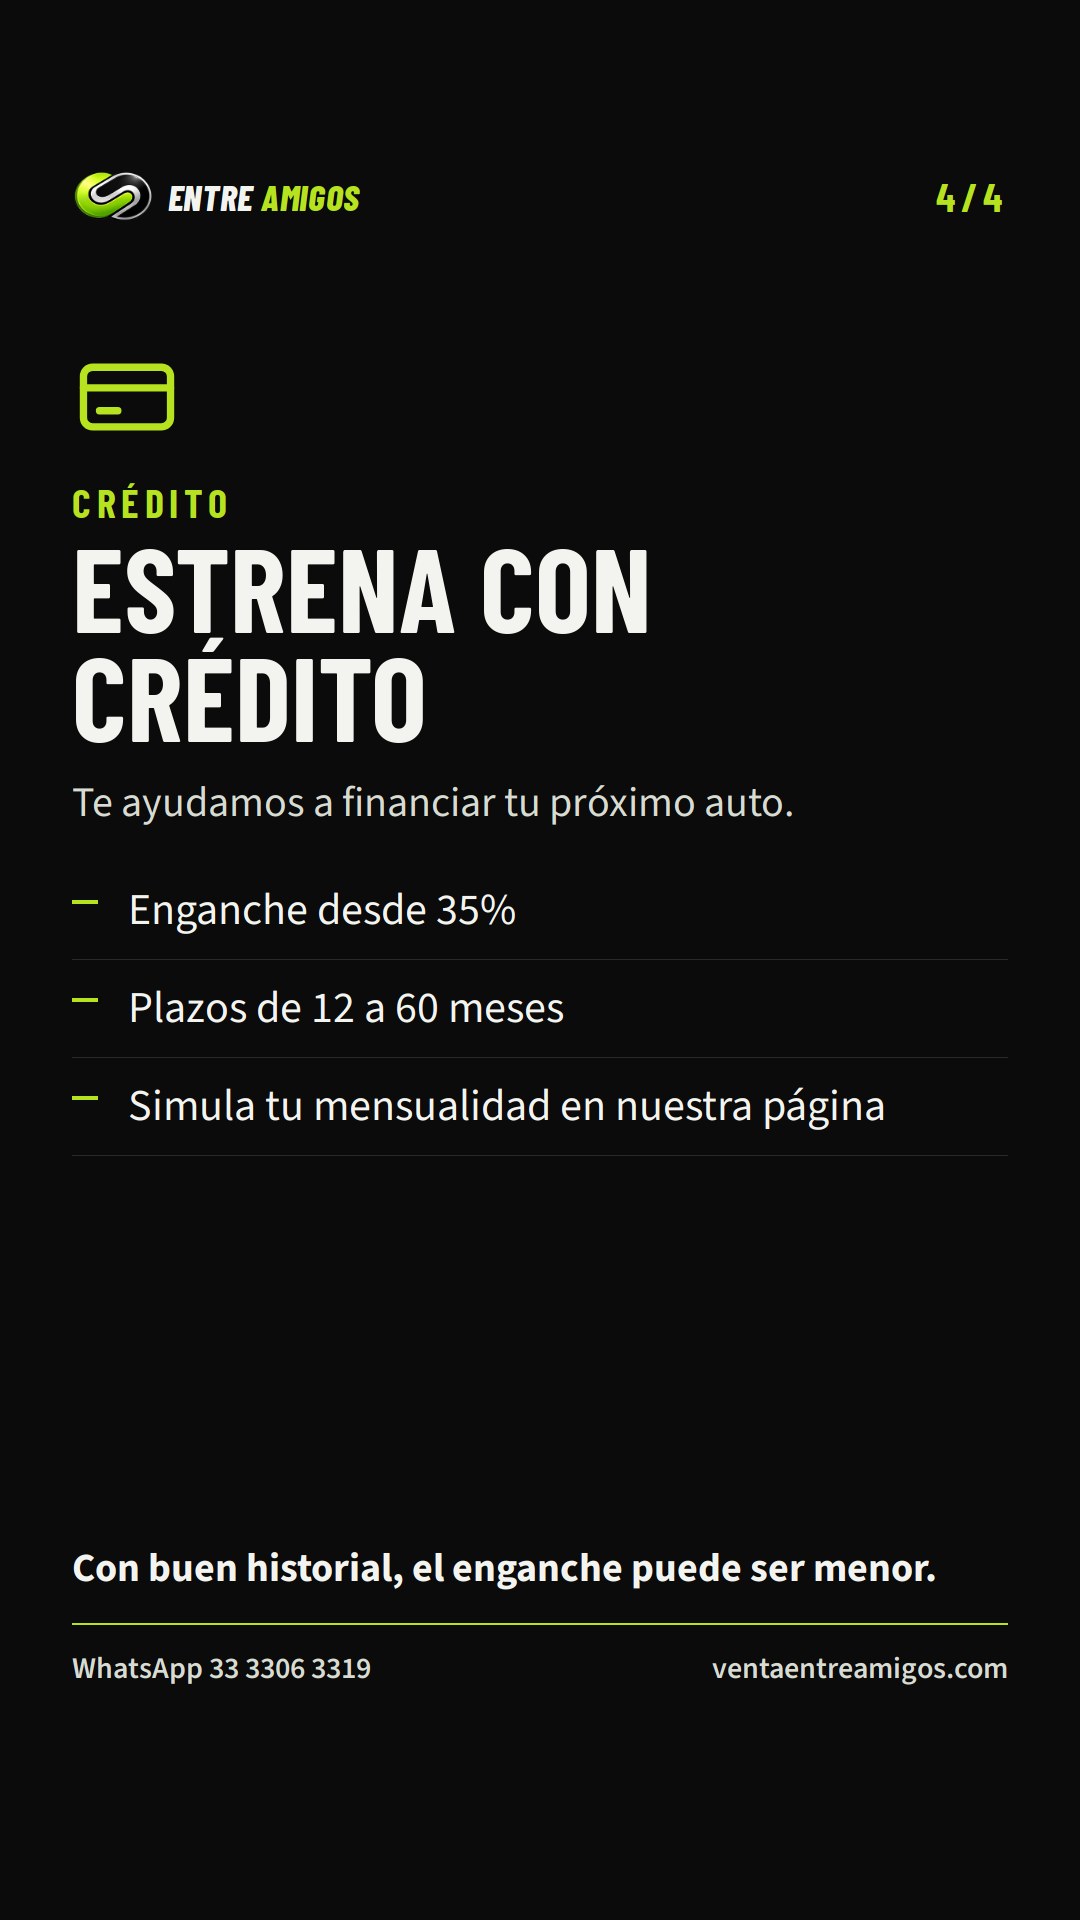 ENTRE AMIGOS
4/4
CRÉDITO
ESTRENA CON
CRÉDITO
Te ayudamos a financiar tu próximo auto.
Enganche desde 35%
Plazos de 12 a 60 meses
Simula tu mensualidad en nuestra página
Con buen historial, el enganche puede ser menor.
WhatsApp 33 3306 3319
ventaentreamigos.com